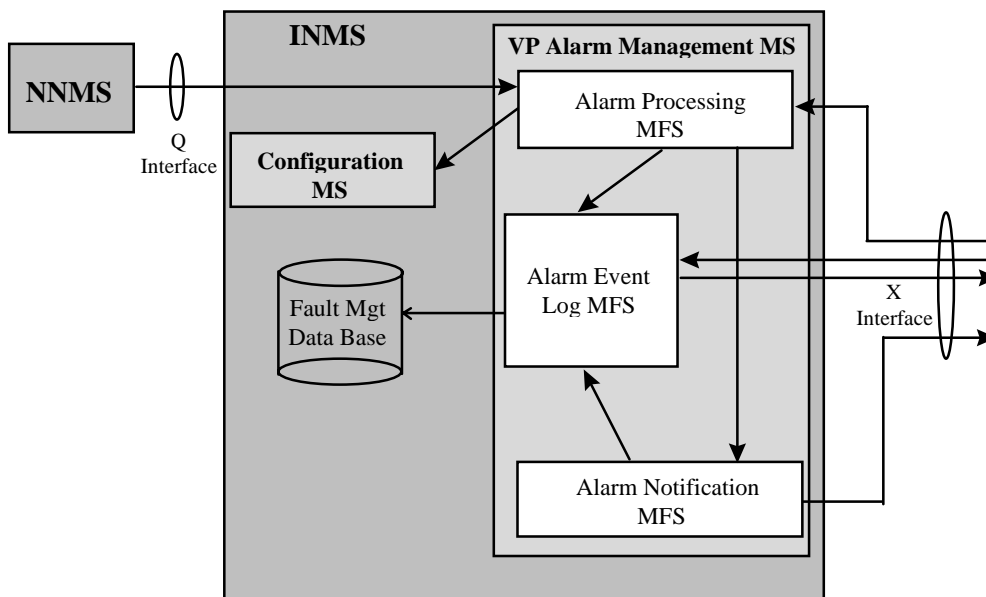 INMS
VP Alarm Management MS
NNMS
Alarm Processing
MFS
Q
Interface
Configuration
MS
Alarm Event
Log MFS
Fault Mgt
Data Base
X
Interface
Alarm Notification
MFS